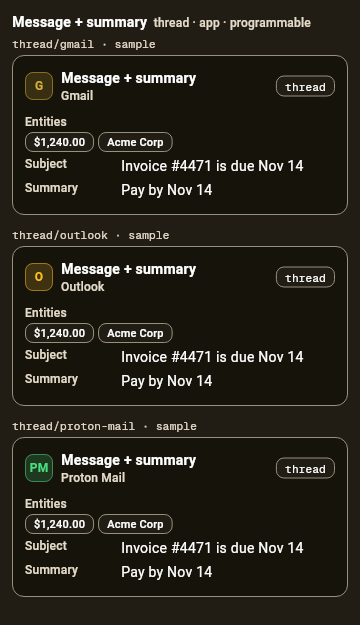 Message + summary thread · app · programmable
thread/gmail · sample
G
Message + summary
Gmail
thread
Entities
$1,240.00 Acme Corp
Subject Invoice #4471 is due Nov 14
Summary Pay by Nov 14
thread/outlook · sample
O
Message + summary
Outlook
thread
Entities
$1,240.00 Acme Corp
Subject Invoice #4471 is due Nov 14
Summary Pay by Nov 14
thread/proton-mail · sample
PM
Message + summary
Proton Mail
thread
Entities
$1,240.00 Acme Corp
Subject Invoice #4471 is due Nov 14
Summary Pay by Nov 14